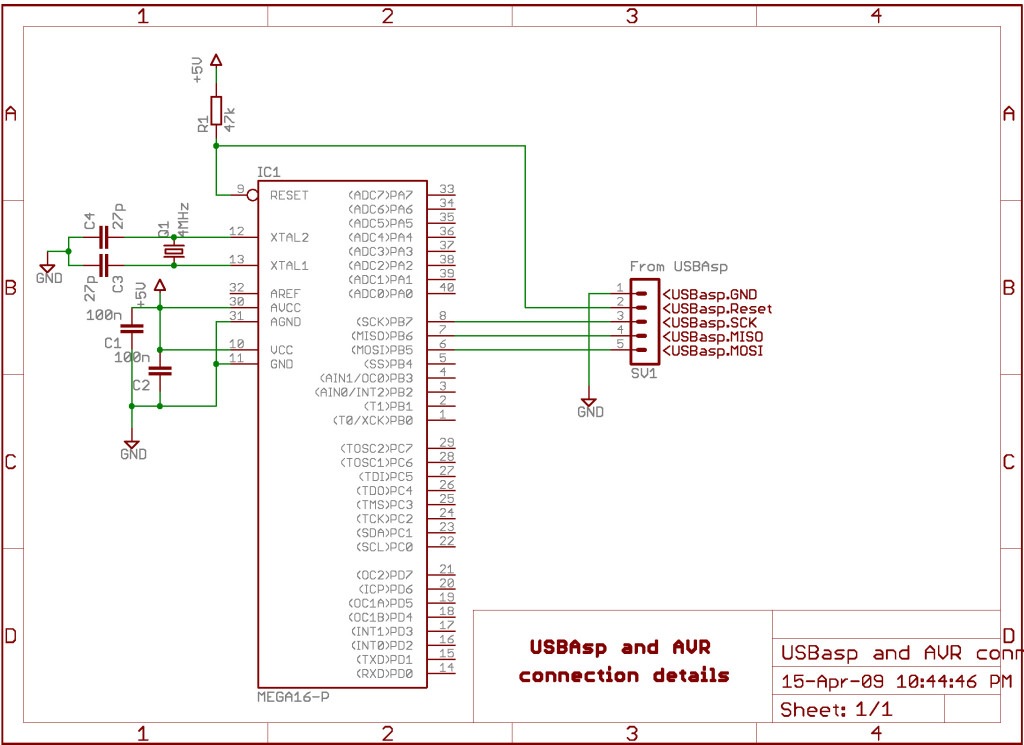 1 2 3 4
A A
+5V
R1 47k
IC1
9 RESET (ADC7)PA7 33
(ADC6)PA6 34
(ADC5)PA5 35
C4 27p Q1 4MHz
12 XTAL2 (ADC4)PA4 36
(ADC3)PA3 37
13 XTAL1 (ADC2)PA2 38
GND
27p C3
(ADC1)PA1 39
B B
+5V
32 AREF (ADC0)PA0 40
30 AVCC
31 AGND (SCK)PB7 8
100n
C1
(MISO)PB6 7
10 VCC (MOSI)PB5 6
100n
C2
11 GND (SS)PB4 5
(AIN1/OC0)PB3 4
(AIN0/INT2)PB2 3
(T1)PB1 2
(T0/XCK)PB0 1
GND
From USBAsp
1 <USBasp.GND
2 <USBasp.Reset
3 <USBasp.SCK
4 <USBasp.MISO
5 <USBasp.MOSI
SV1
GND
C C
(TOSC2)PC7 29
(TOSC1)PC6 28
(TDI)PC5 27
(TDO)PC4 26
(TMS)PC3 25
(TCK)PC2 24
(SDA)PC1 23
(SCL)PC0 22
(OC2)PD7 21
(ICP)PD6 20
(OC1A)PD5 19
(OC1B)PD4 18
(INT1)PD3 17
(INT0)PD2 16
(TXD)PD1 15
(RXD)PD0 14
MEGA16-P
D D
USBAsp and AVR
connection details
USBasp and AVR conn
15-Apr-09 10:44:46 PM
Sheet: 1/1
1 2 3 4